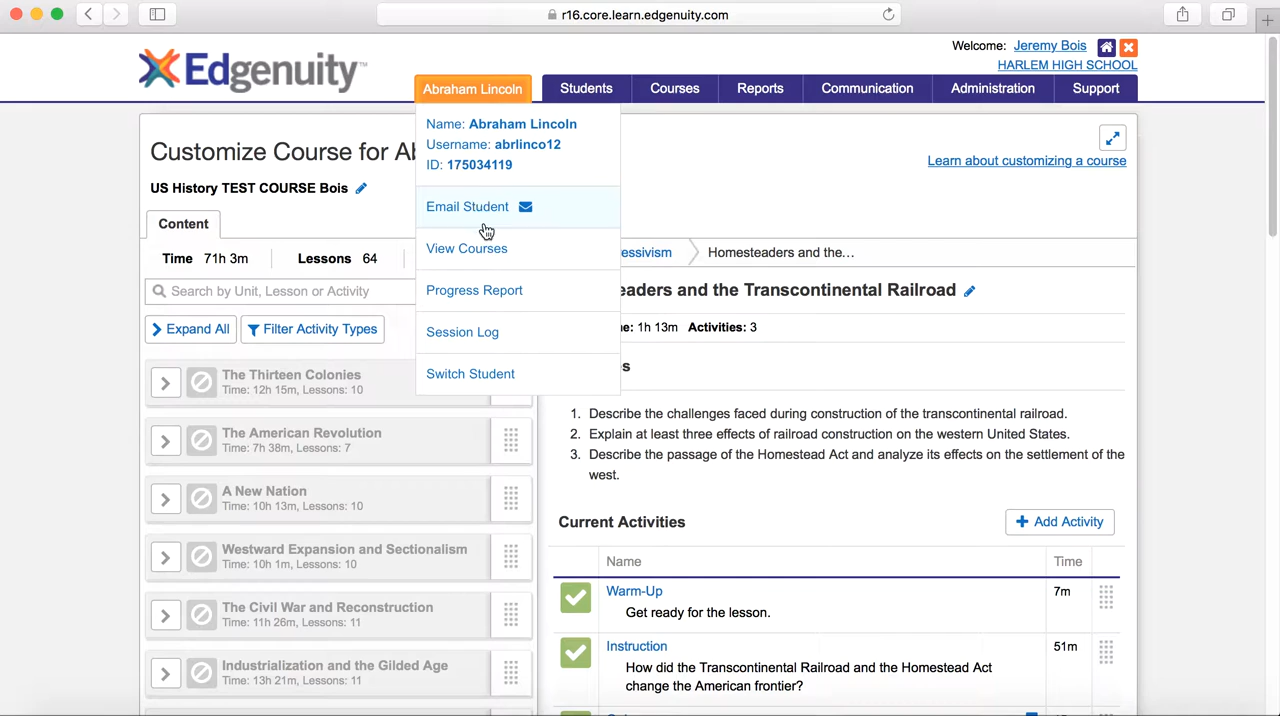 r16.core.learn.edgenuity.com
Welcome: Jeremy Bois
HARLEM HIGH SCHOOL
Edgenuity™
Abraham Lincoln
Students
Courses
Reports
Communication
Administration
Support
Name: Abraham Lincoln
Username: abrlinco12
ID: 175034119
Email Student
View Courses
Progress Report
Session Log
Switch Student
Customize Course for Ab
Learn about customizing a course
US History TEST COURSE Bois
Content
Time 71h 3m
Lessons 64
Search by Unit, Lesson or Activity
Expand All
Filter Activity Types
The Thirteen Colonies
Time: 12h 15m, Lessons: 10
The American Revolution
Time: 7h 38m, Lessons: 7
A New Nation
Time: 10h 13m, Lessons: 10
Westward Expansion and Sectionalism
Time: 10h 1m, Lessons: 10
The Civil War and Reconstruction
Time: 11h 26m, Lessons: 11
Industrialization and the Gilded Age
Time: 13h 21m, Lessons: 11
essivism
Homesteaders and the…
eaders and the Transcontinental Railroad
e: 1h 13m Activities: 3
es
1. Describe the challenges faced during construction of the transcontinental railroad.
2. Explain at least three effects of railroad construction on the western United States.
3. Describe the passage of the Homestead Act and analyze its effects on the settlement of the
west.
Current Activities
Add Activity
Name
Time
Warm-Up
7m
Get ready for the lesson.
Instruction
51m
How did the Transcontinental Railroad and the Homestead Act
change the American frontier?